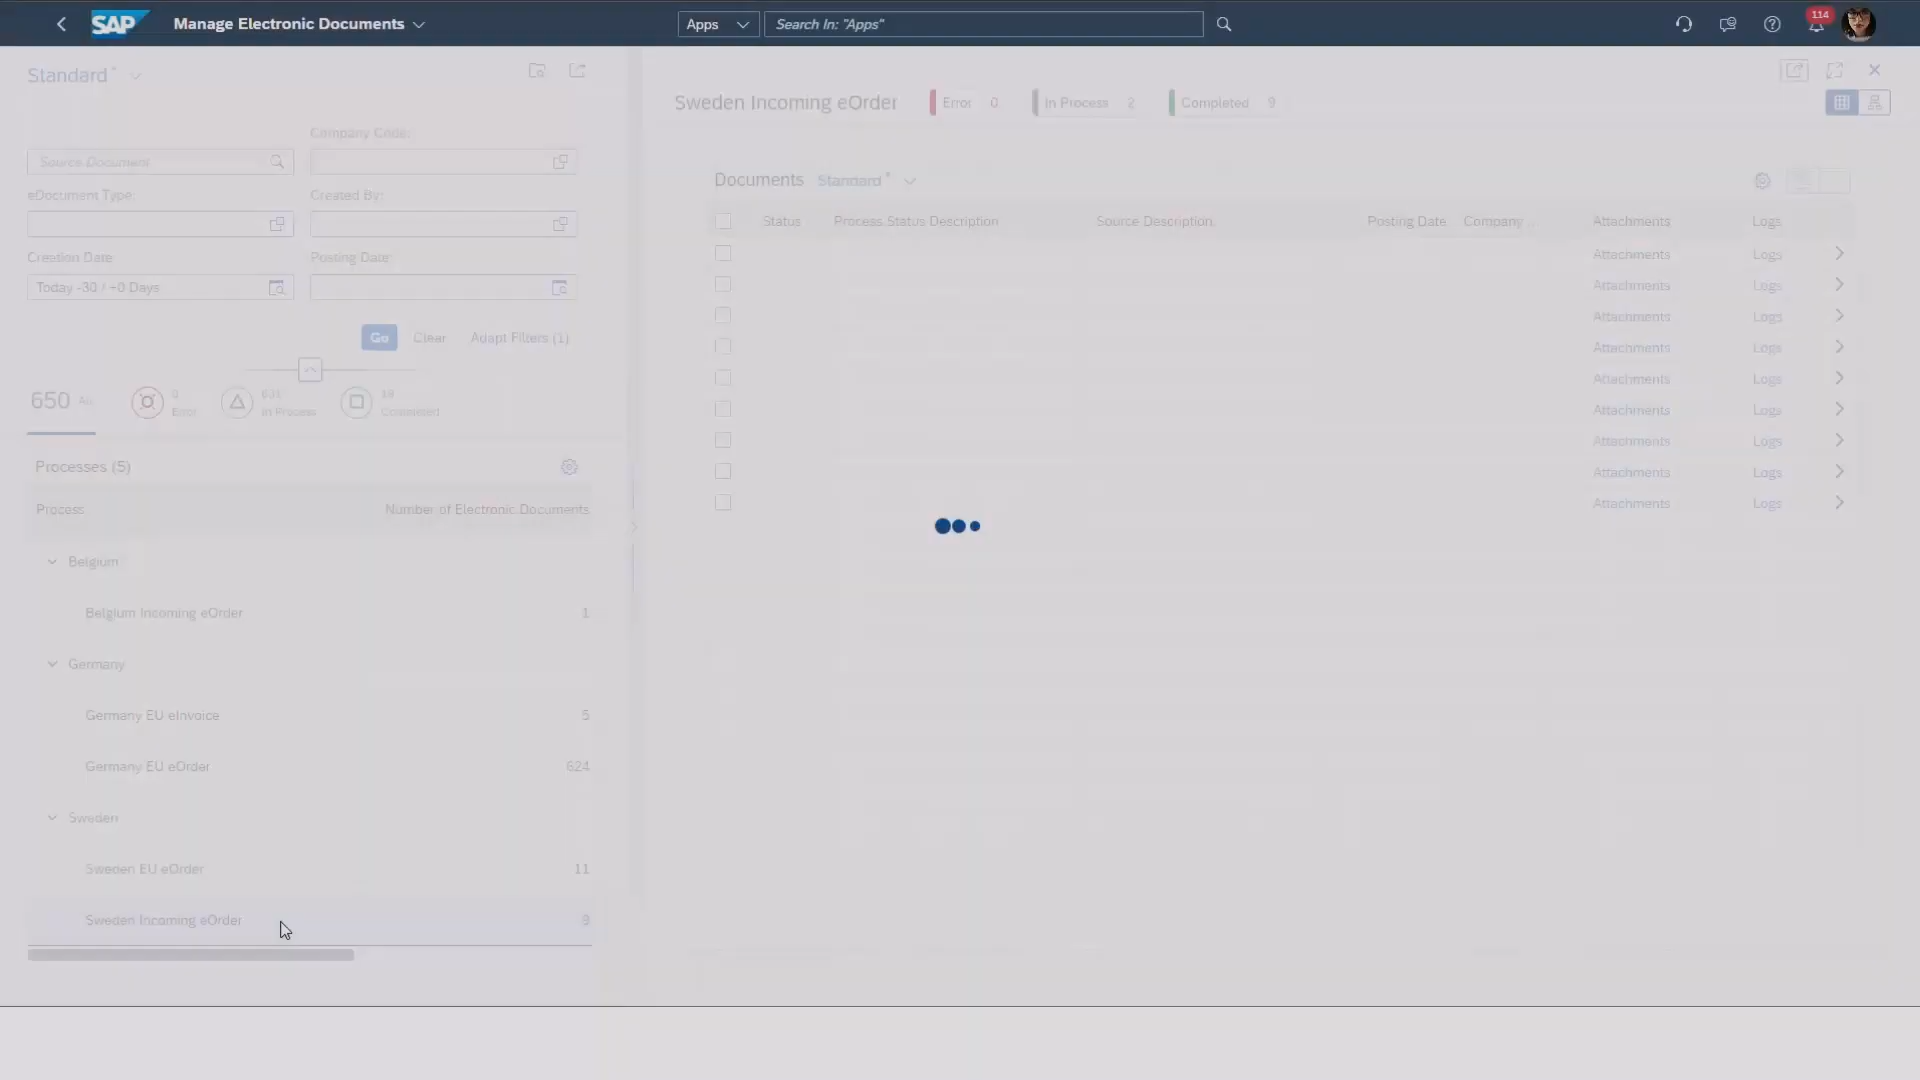 SAP Manage Electronic Documents
Apps
Search In: "Apps"
114
Standard *
Company Code:
Source Document
eDocument Type:
Created By:
Creation Date:
Posting Date:
Today -30 / +0 Days
Go Clear Adapt Filters (1)
650 All
Error
631
In Process
Completed
Processes (5)
Process Number of Electronic Documents
Belgium
Belgium Incoming eOrder 1
Germany
Germany EU eInvoice 5
Germany EU eOrder 624
Sweden
Sweden EU eOrder 11
Sweden Incoming eOrder 9
Sweden Incoming eOrder Error 0 In Process 2 Completed 9
Documents Standard *
Status Process Status Description Source Description Posting Date Company ... Attachments Logs
Attachments Logs
Attachments Logs
Attachments Logs
Attachments Logs
Attachments Logs
Attachments Logs
Attachments Logs
Attachments Logs
Attachments Logs